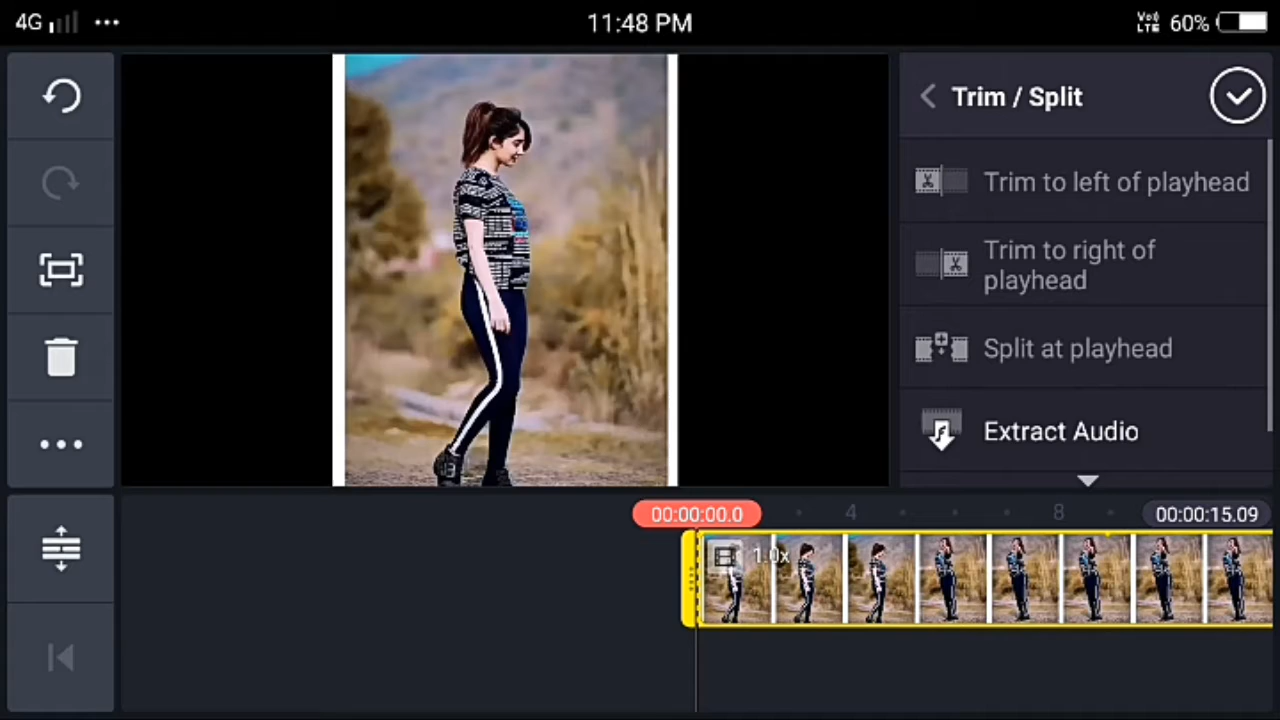 4G
11:48 PM
Vo) LTE 60%
Trim / Split
Trim to left of playhead
Trim to right of
playhead
Split at playhead
Extract Audio
00:00:00.0
4
8
00:00:15.09
1.0x